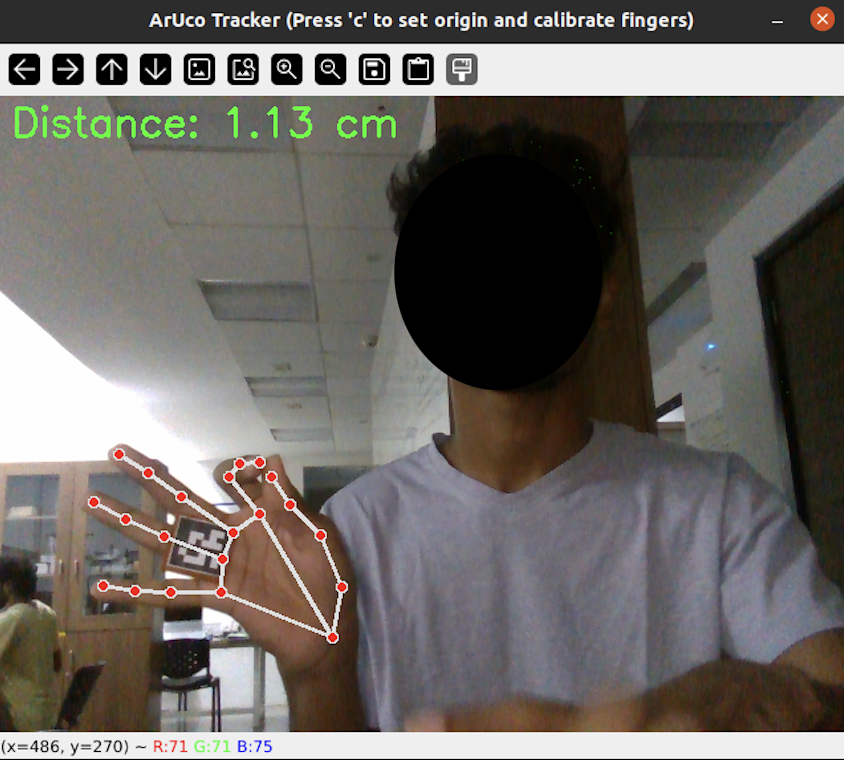 ArUco Tracker (Press 'c' to set origin and calibrate fingers)
Distance: 1.13 cm
(x=486, y=270) ~ R:71 G:71 B:75